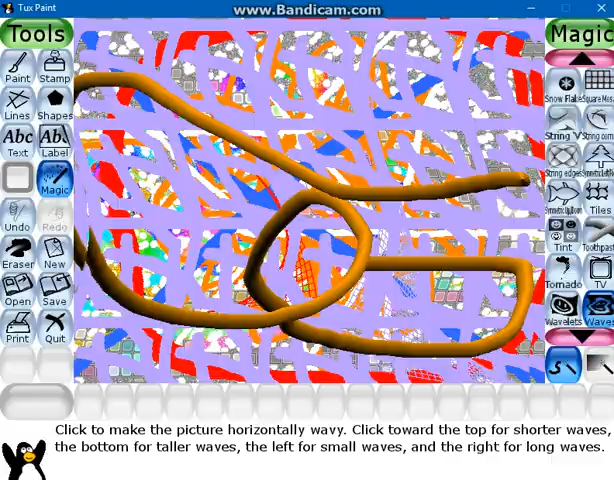 Tux Paint
www.Bandicam.com
Tools
Magic
Paint
Stamp
Lines
Shapes
Abc
Text
Label
Magic
Undo
Redo
Eraser
New
Open
Save
Print
Quit
Snow Flake
String edges
Tiles
Tint
Toothpast
Tornado
TV
Wavelets
Waves
Click to make the picture horizontally wavy. Click toward the top for shorter waves,
the bottom for taller waves, the left for small waves, and the right for long waves.